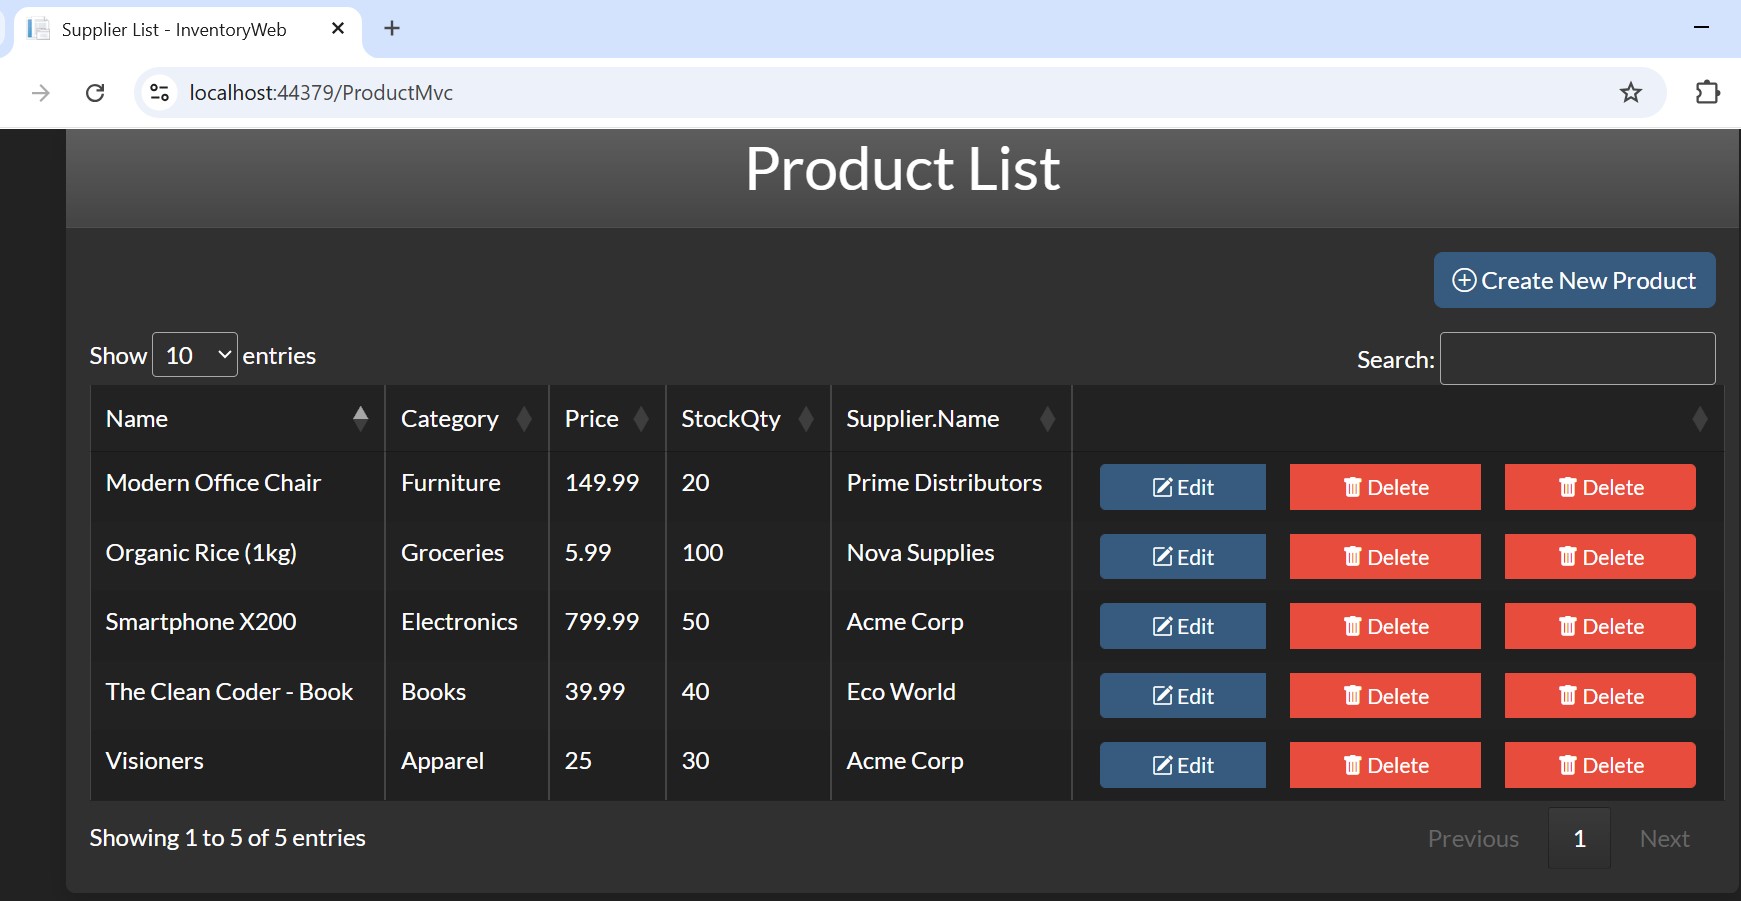 Supplier List - InventoryWeb
localhost:44379/ProductMvc
Product List
Create New Product
Show 10 entries
Search:
Name Category Price StockQty Supplier.Name
Modern Office Chair Furniture 149.99 20 Prime Distributors Edit Delete Delete
Organic Rice (1kg) Groceries 5.99 100 Nova Supplies Edit Delete Delete
Smartphone X200 Electronics 799.99 50 Acme Corp Edit Delete Delete
The Clean Coder - Book Books 39.99 40 Eco World Edit Delete Delete
Visioners Apparel 25 30 Acme Corp Edit Delete Delete
Showing 1 to 5 of 5 entries
Previous 1 Next